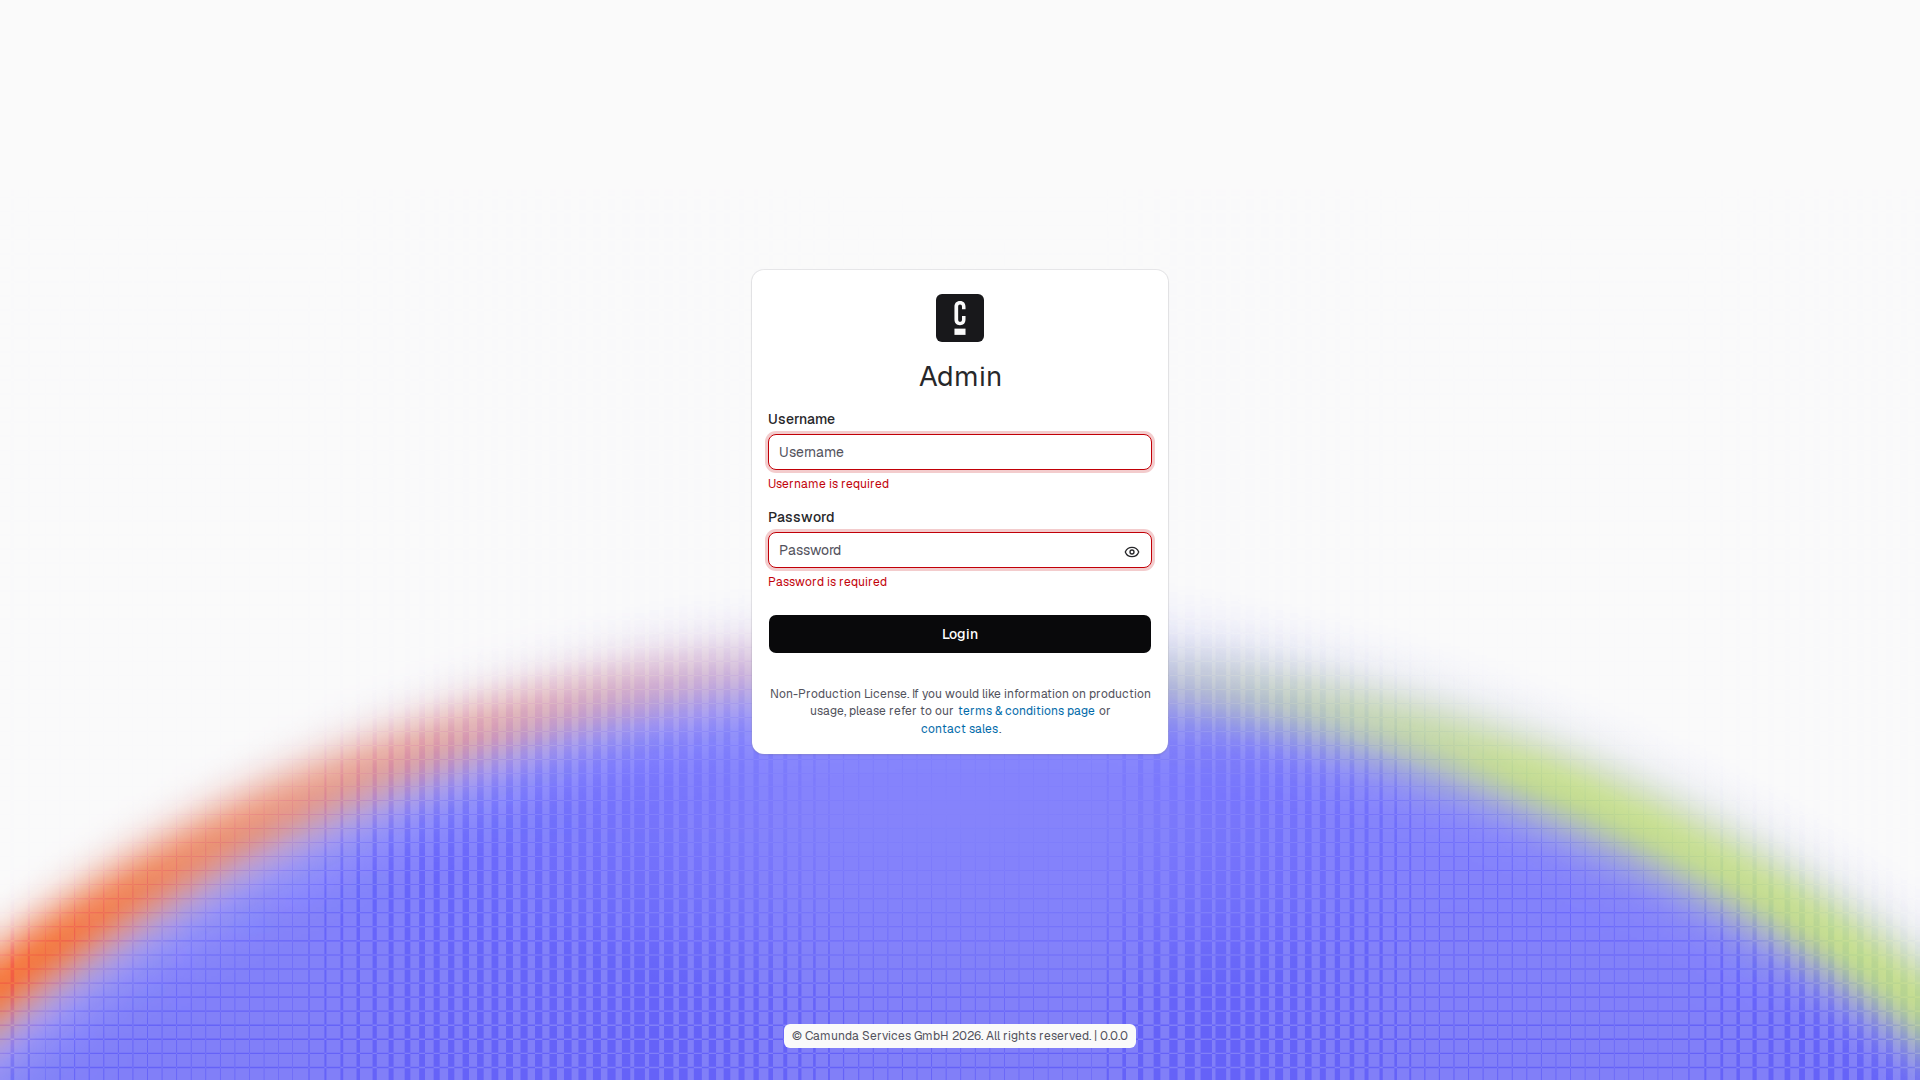 C
Admin
Username
Username
Username is required
Password
Password
Password is required
Login
Non-Production License. If you would like information on production
usage, please refer to our terms & conditions page or
contact sales.
© Camunda Services GmbH 2026. All rights reserved. | 0.0.0